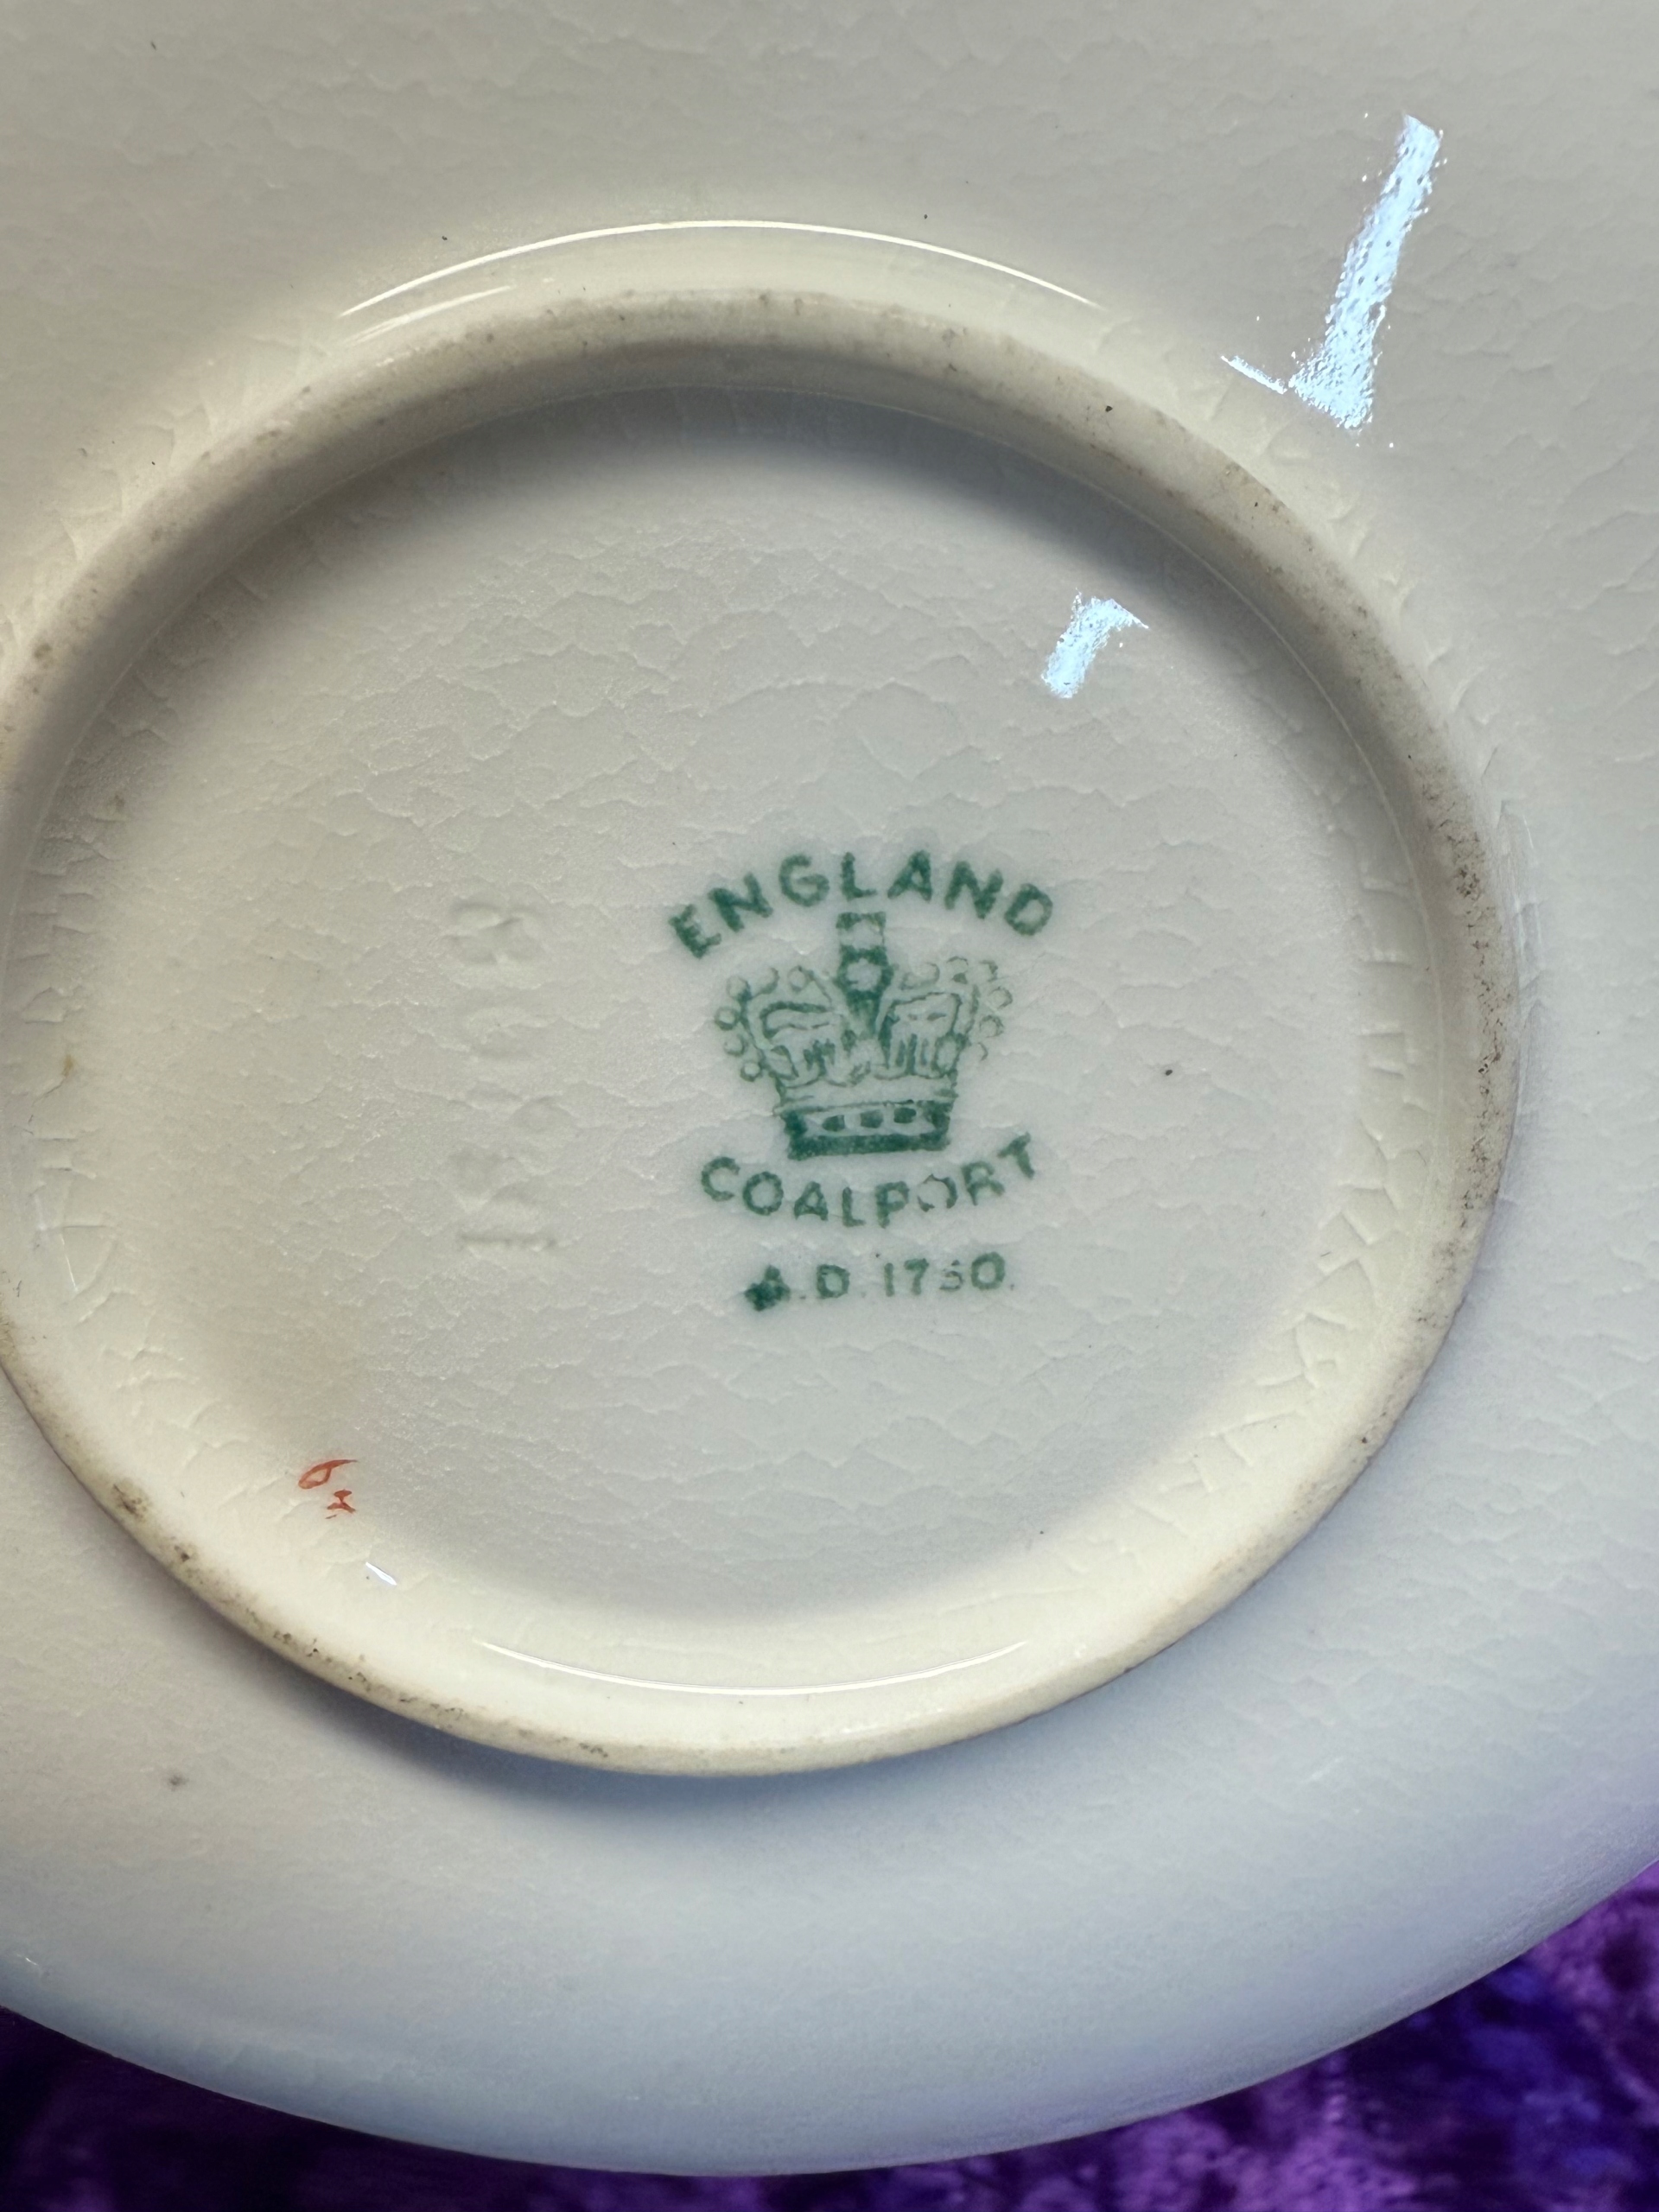 ENGLAND
COALPORT
A.D. 1750.